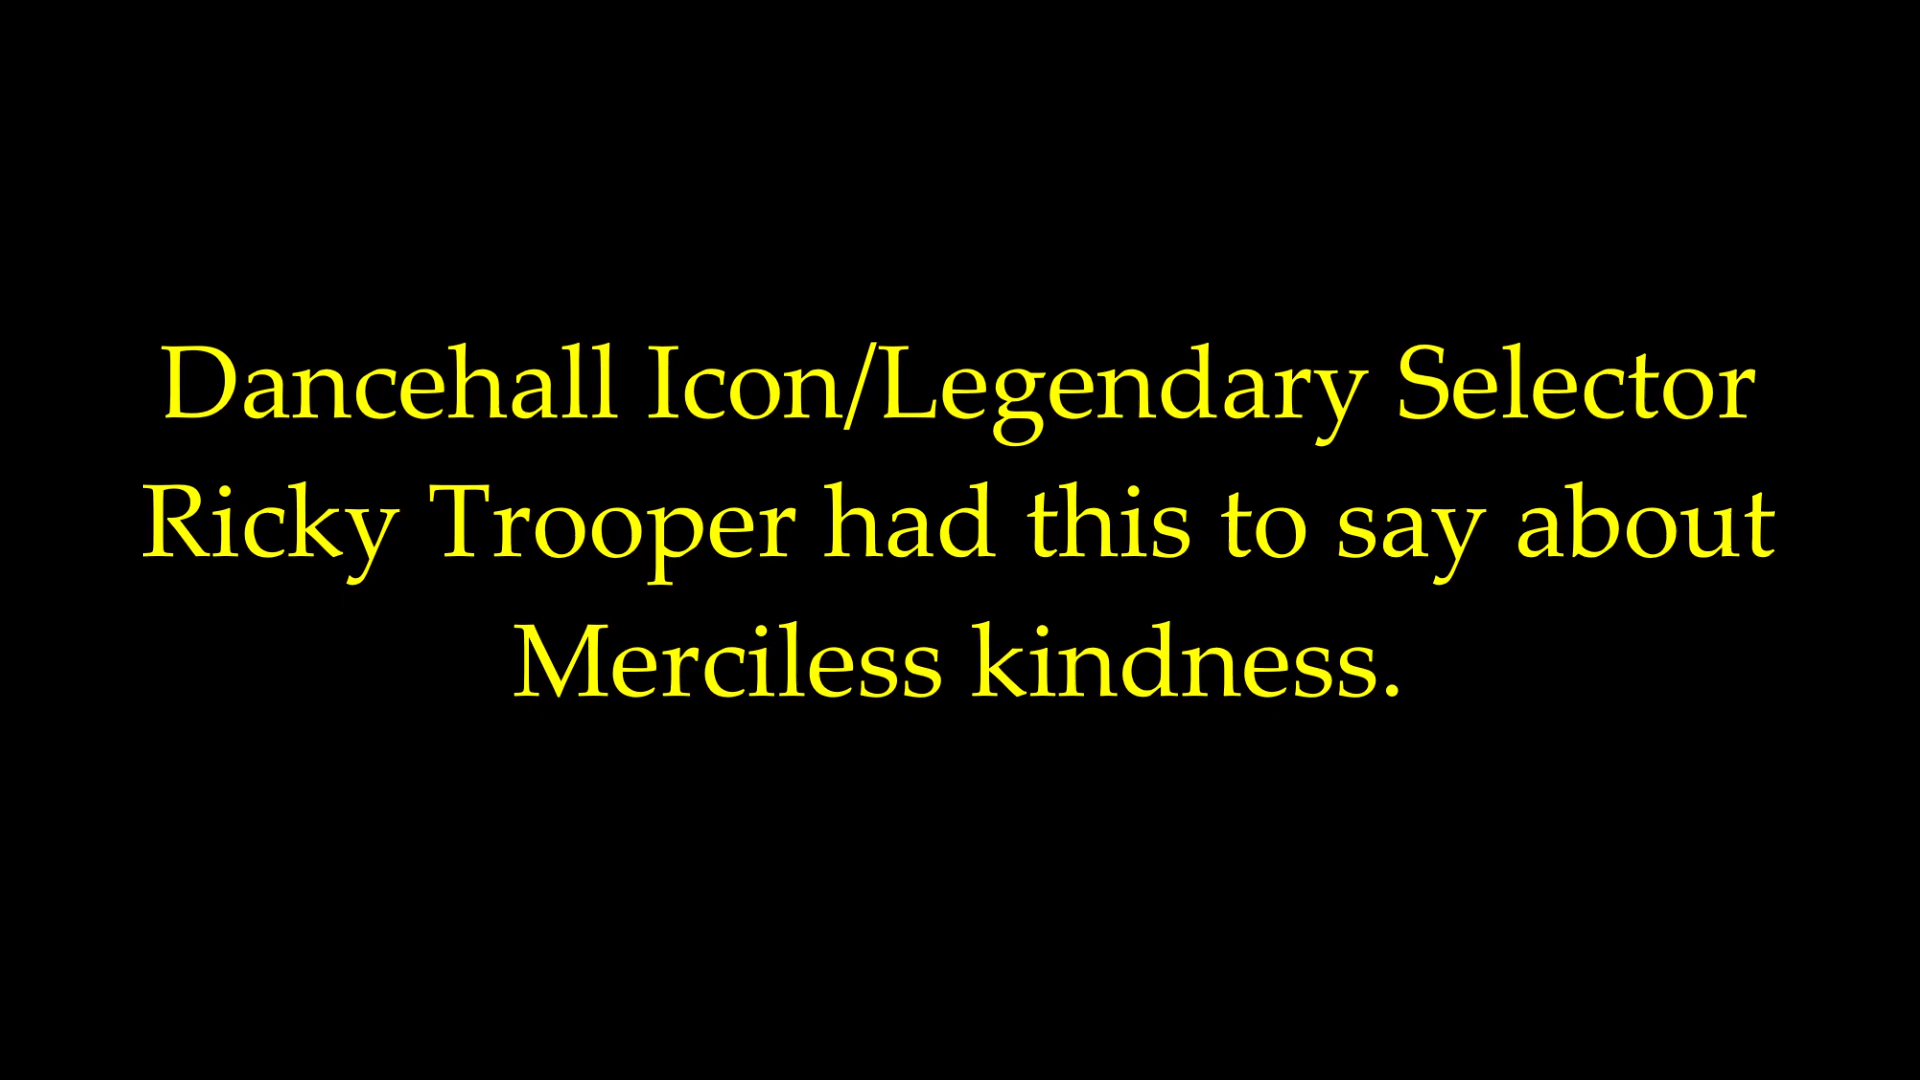 Dancehall Icon/Legendary Selector
Ricky Trooper had this to say about
Merciless kindness.